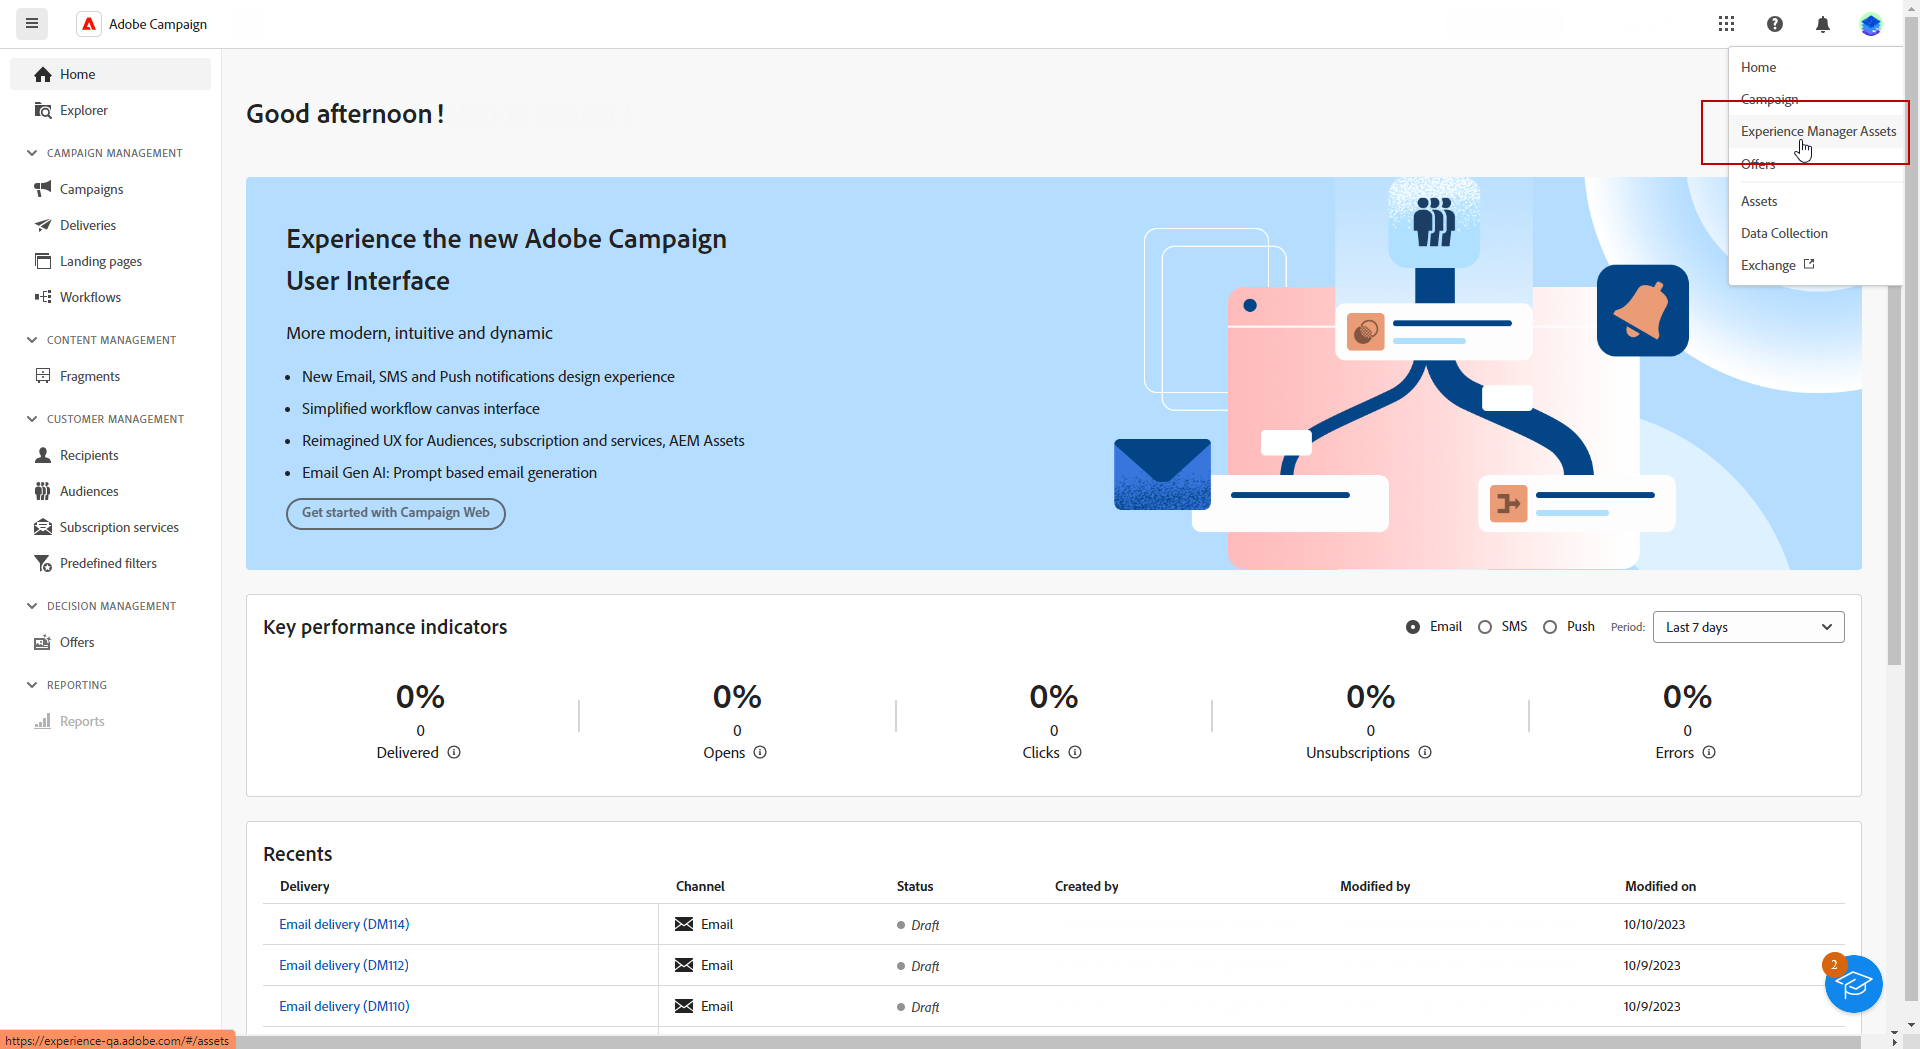 Adobe Campaign
Home
Explorer
CAMPAIGN MANAGEMENT
Campaigns
Deliveries
Landing pages
Workflows
CONTENT MANAGEMENT
Fragments
CUSTOMER MANAGEMENT
Recipients
Audiences
Subscription services
Predefined filters
DECISION MANAGEMENT
Offers
REPORTING
Reports
Home
Campaign
Experience Manager Assets
Offers
Assets
Data Collection
Exchange
Good afternoon !
Experience the new Adobe Campaign
User Interface
More modern, intuitive and dynamic
• New Email, SMS and Push notifications design experience
• Simplified workflow canvas interface
• Reimagined UX for Audiences, subscription and services, AEM Assets
• Email Gen AI: Prompt based email generation
Get started with Campaign Web
Key performance indicators
Email SMS Push Period: Last 7 days
0% 0% 0% 0% 0%
0 0 0 0 0
Delivered Opens Clicks Unsubscriptions Errors
Recents
Delivery Channel Status Created by Modified by Modified on
Email delivery (DM114) Email Draft 10/10/2023
Email delivery (DM112) Email Draft 10/9/2023
Email delivery (DM110) Email Draft 10/9/2023
2
https://experience-qa.adobe.com/#/assets